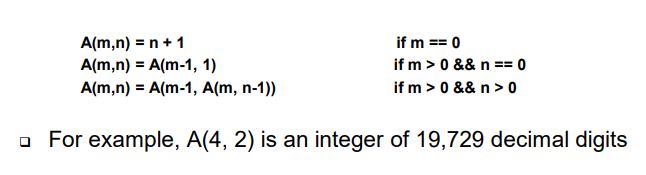 A(m,n) = n + 1 if m == 0
A(m,n) = A(m-1, 1) if m > 0 && n == 0
A(m,n) = A(m-1, A(m, n-1)) if m > 0 && n > 0
❑ For example, A(4, 2) is an integer of 19,729 decimal digits